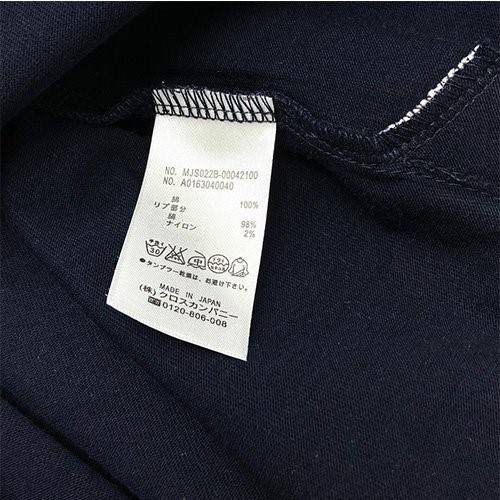 NO. MJS022B-00042100
NO. A0163040040
綿 100%
リブ部分
綿 98%
ナイロン 2%
30 中
●タンブラー乾燥は、お避け下さい。
MADE IN JAPAN
(株)クロスカンパニー
0120-806-008